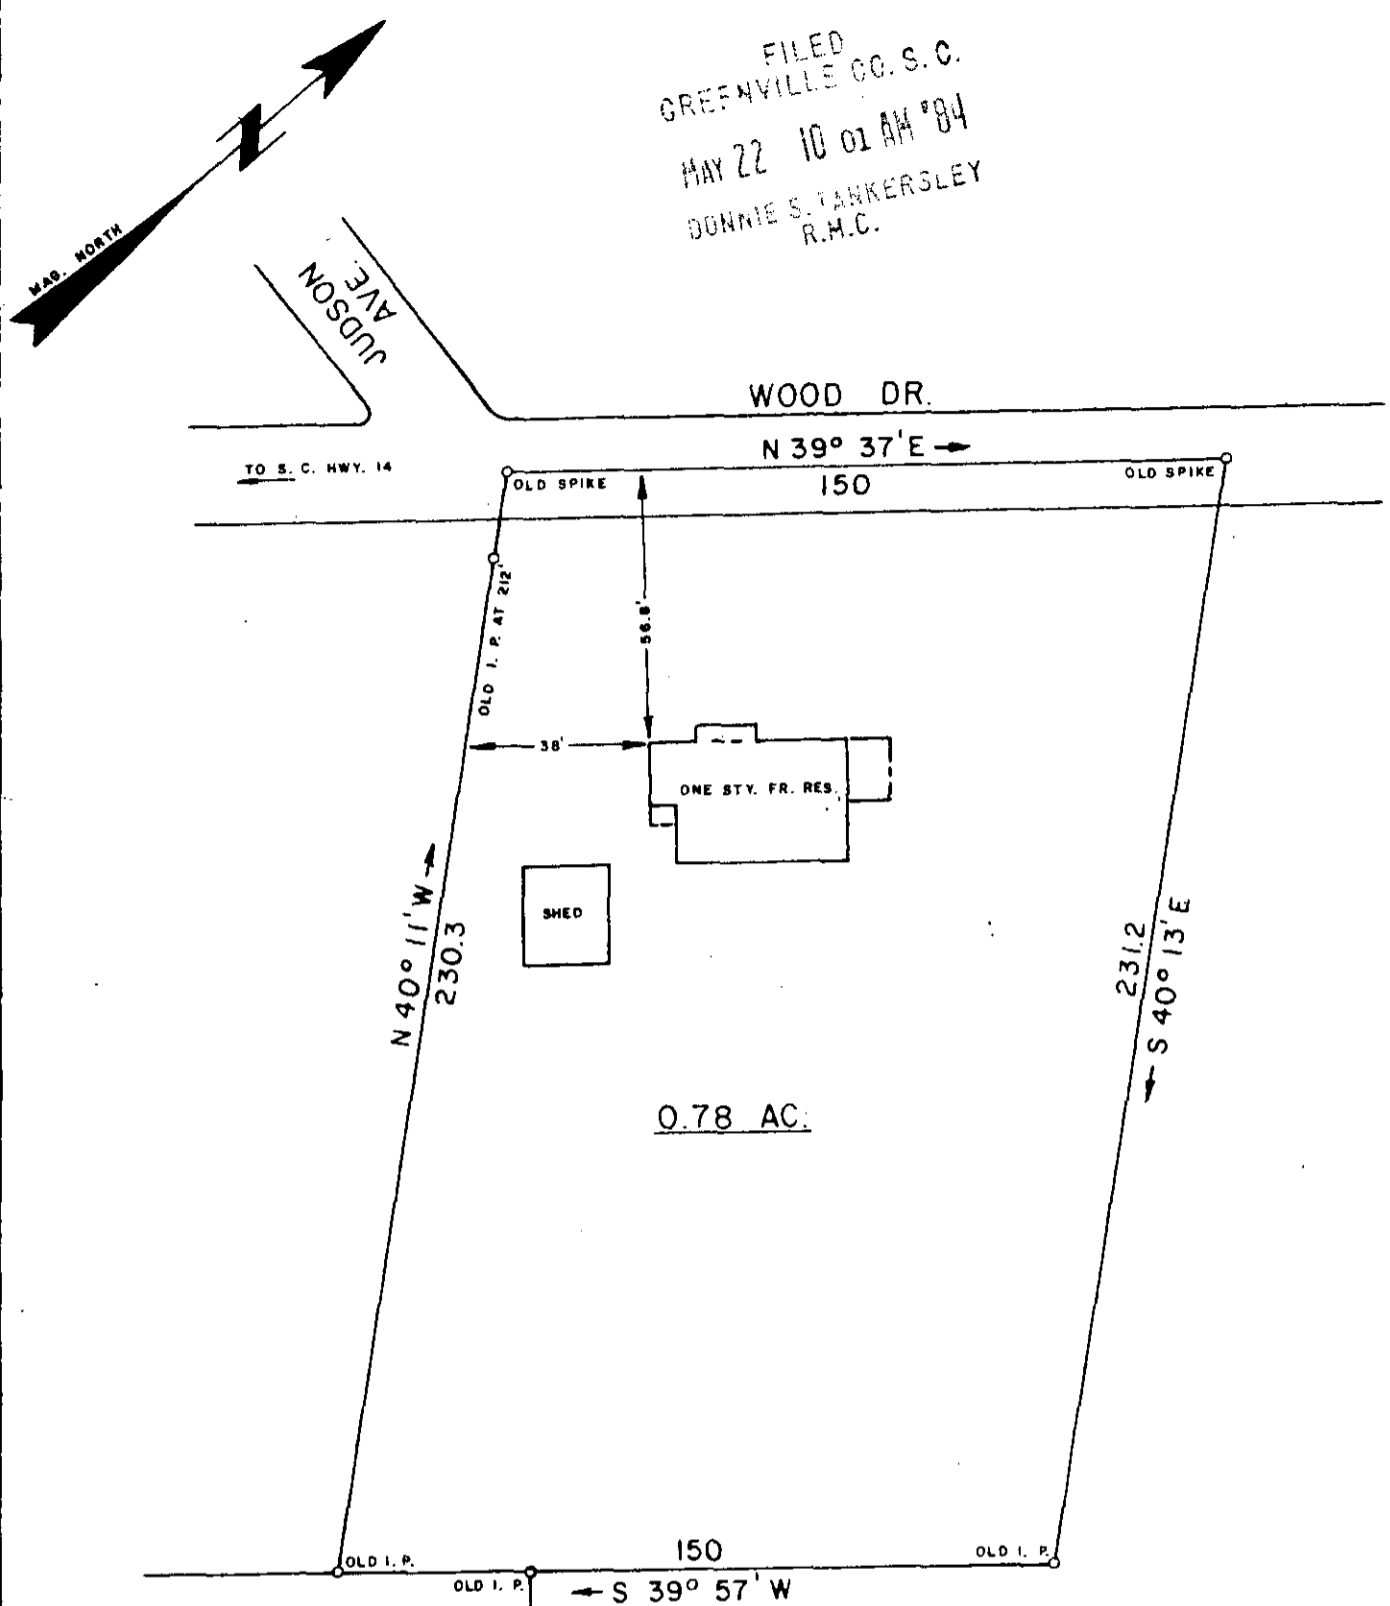 FILED
GREENVILLE CO. S. C.
MAY 22 10 01 AM '84
DONNIE S. TANKERSLEY
R.M.C.
MAG. NORTH
JUDSON
AVE.
WOOD DR.
N 39° 37' E
TO S. C. HWY. 14
OLD SPIKE
150
OLD SPIKE
OLD I. P. AT 212'
56.8'
38'
ONE STY. FR. RES.
SHED
N 40° 11' W
230.3
231.2
S 40° 13' E
0.78 AC.
OLD I. P.
150
OLD I. P.
OLD I. P.
S 39° 57' W